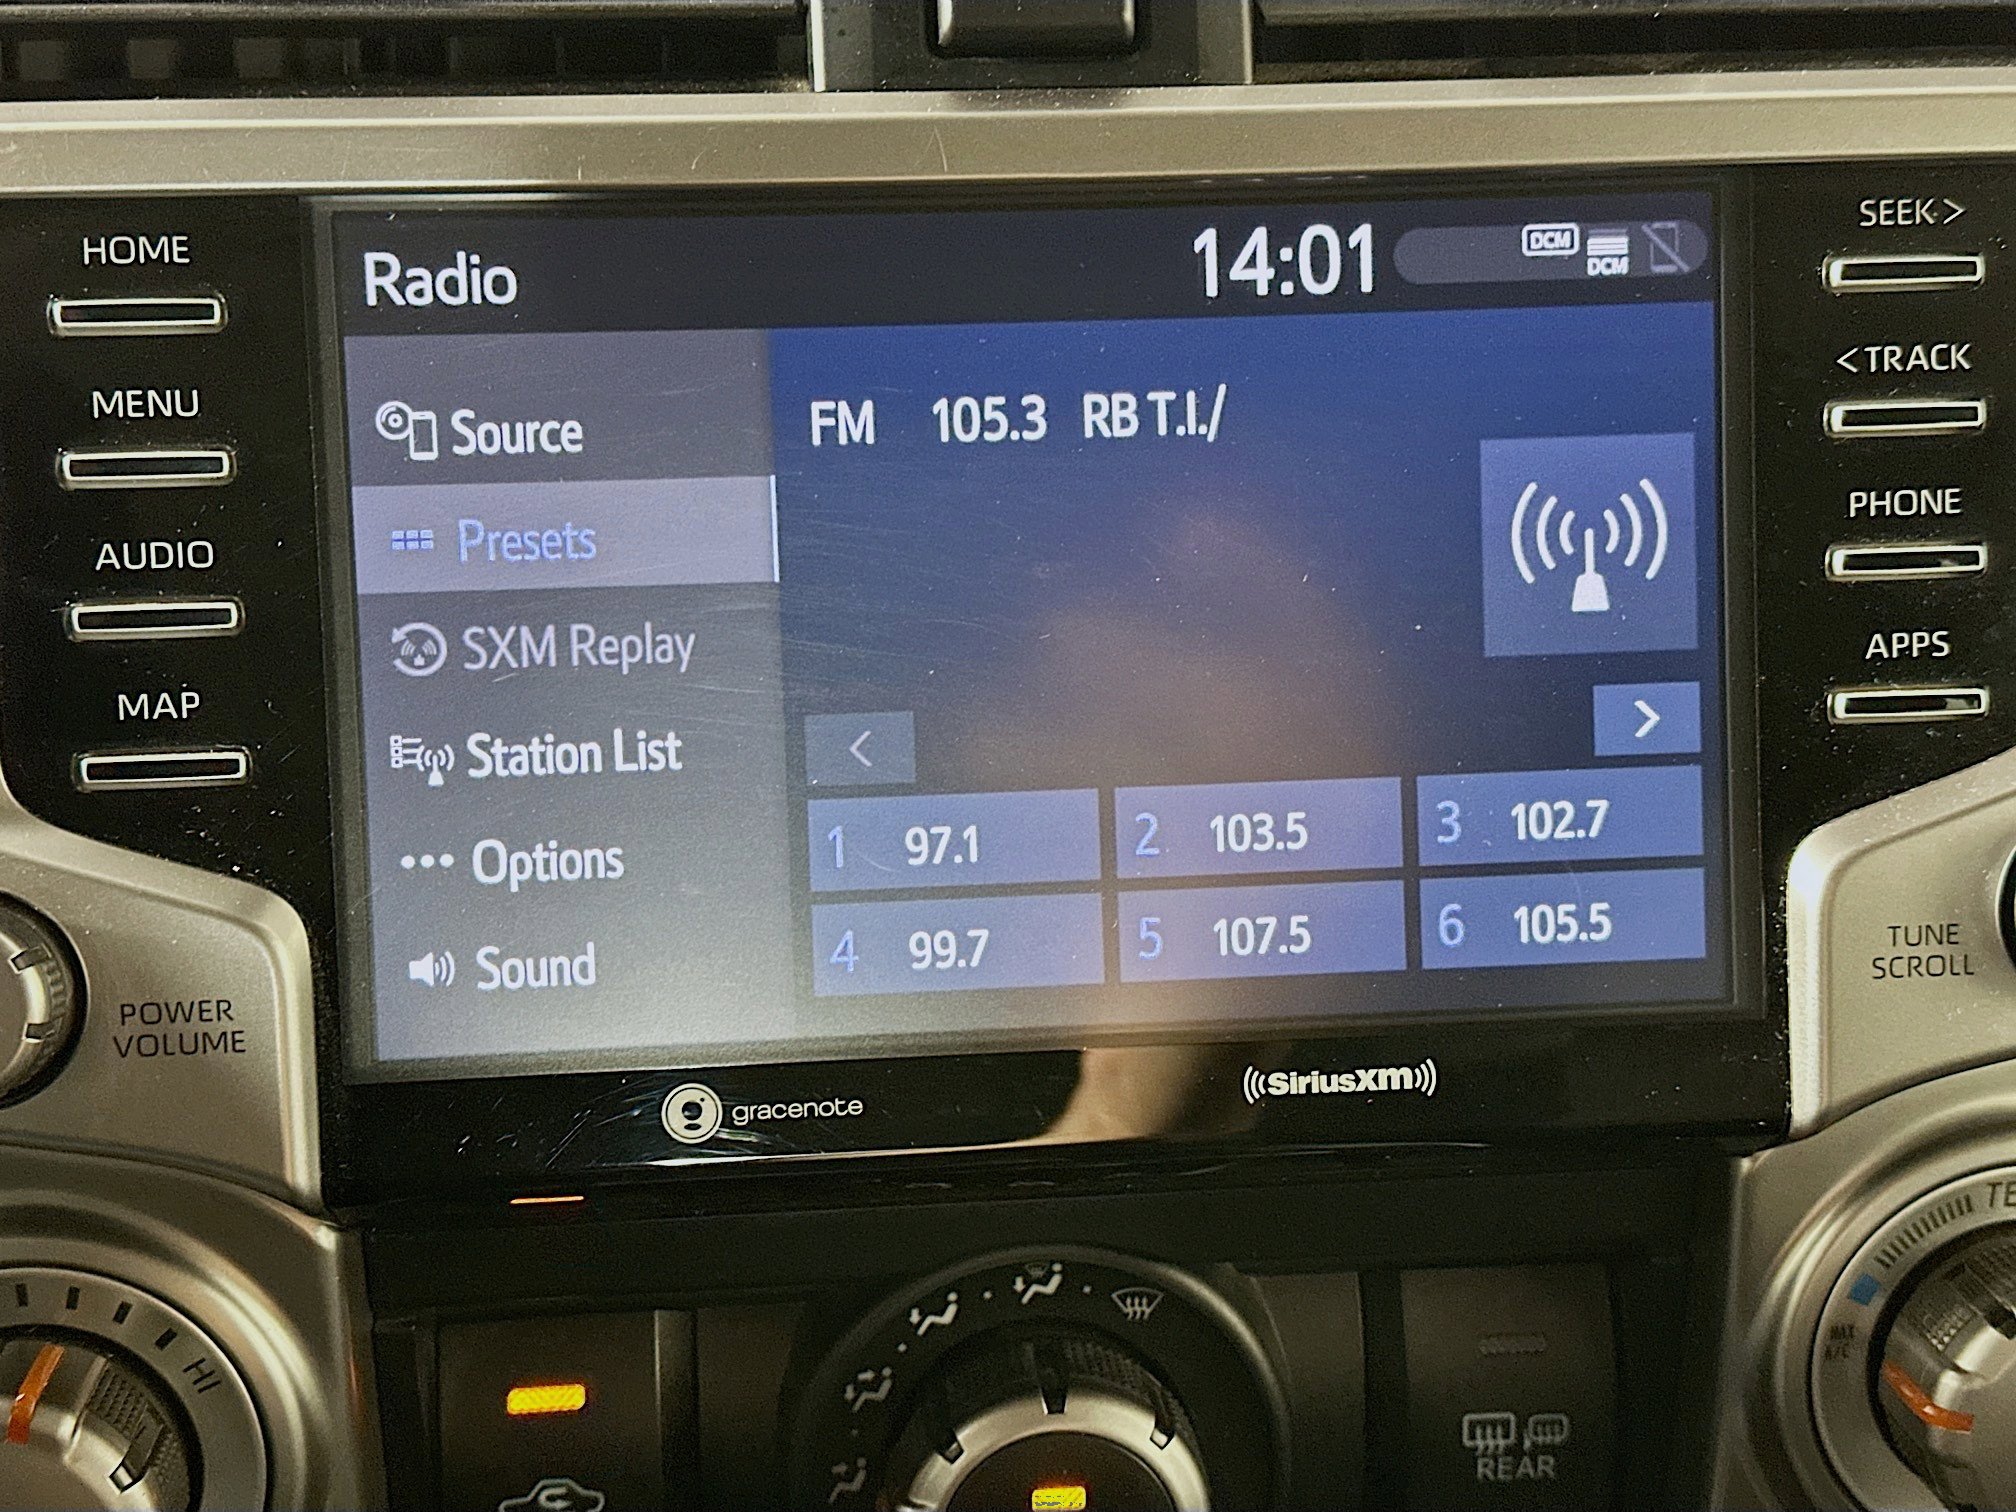 HOME
MENU
AUDIO
MAP
POWER
VOLUME
Radio
14:01
DCM
DCM
Source
Presets
SXM Replay
Station List
Options
Sound
FM 105.3 RB T.I./
<
>
1 97.1
2 103.5
3 102.7
4 99.7
5 107.5
6 105.5
gracenote
((SiriusXM))
SEEK >
< TRACK
PHONE
APPS
TUNE
SCROLL
HI
MAX
A/C
REAR